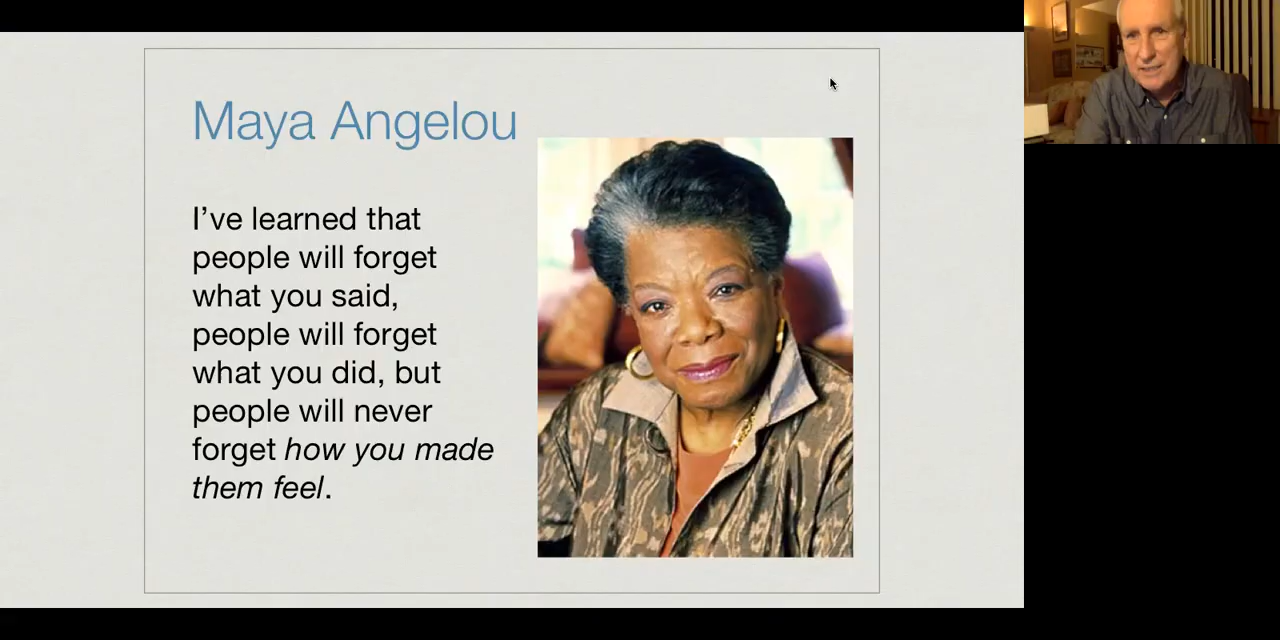 Maya Angelou
I’ve learned that
people will forget
what you said,
people will forget
what you did, but
people will never
forget how you made
them feel.